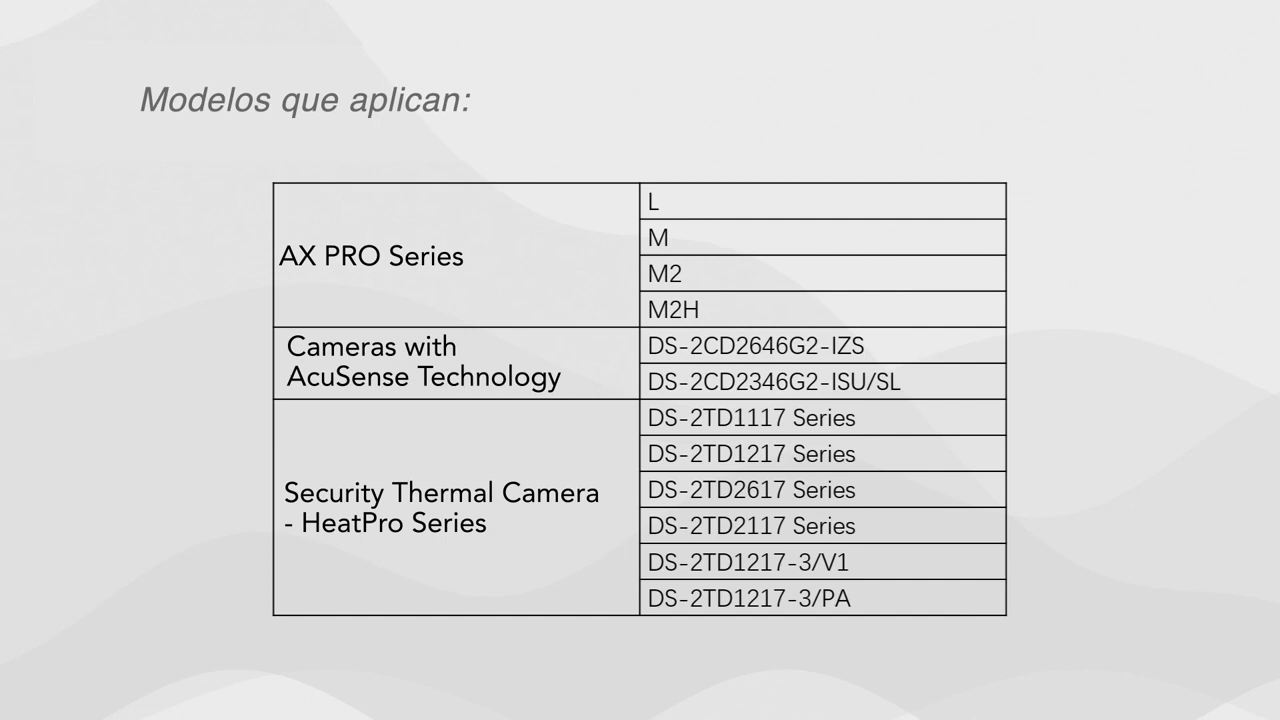 Modelos que aplican:
AX PRO Series
L
M
M2
M2H
Cameras with
AcuSense Technology
DS-2CD2646G2-IZS
DS-2CD2346G2-ISU/SL
Security Thermal Camera
- HeatPro Series
DS-2TD1117 Series
DS-2TD1217 Series
DS-2TD2617 Series
DS-2TD2117 Series
DS-2TD1217-3/V1
DS-2TD1217-3/PA